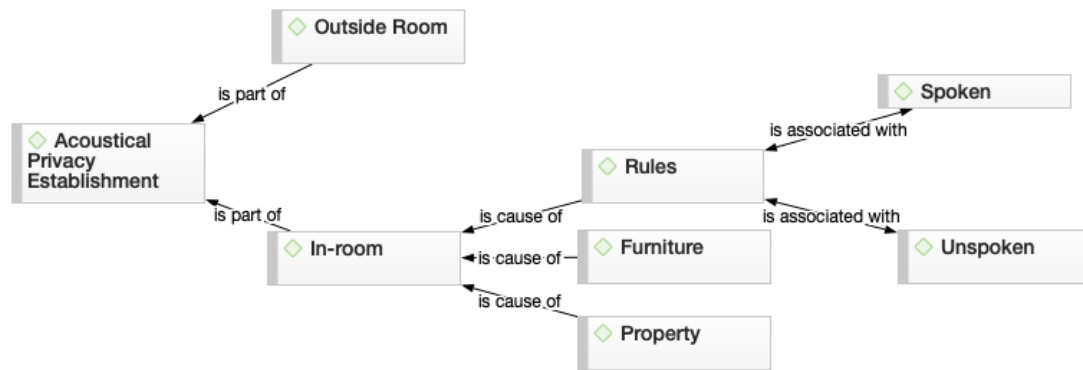 Outside Room
is part of
Spoken
is associated with
Acoustical
Privacy
Establishment
Rules
is part of
is cause of
is associated with
In-room
Furniture
Unspoken
is cause of
is cause of
Property